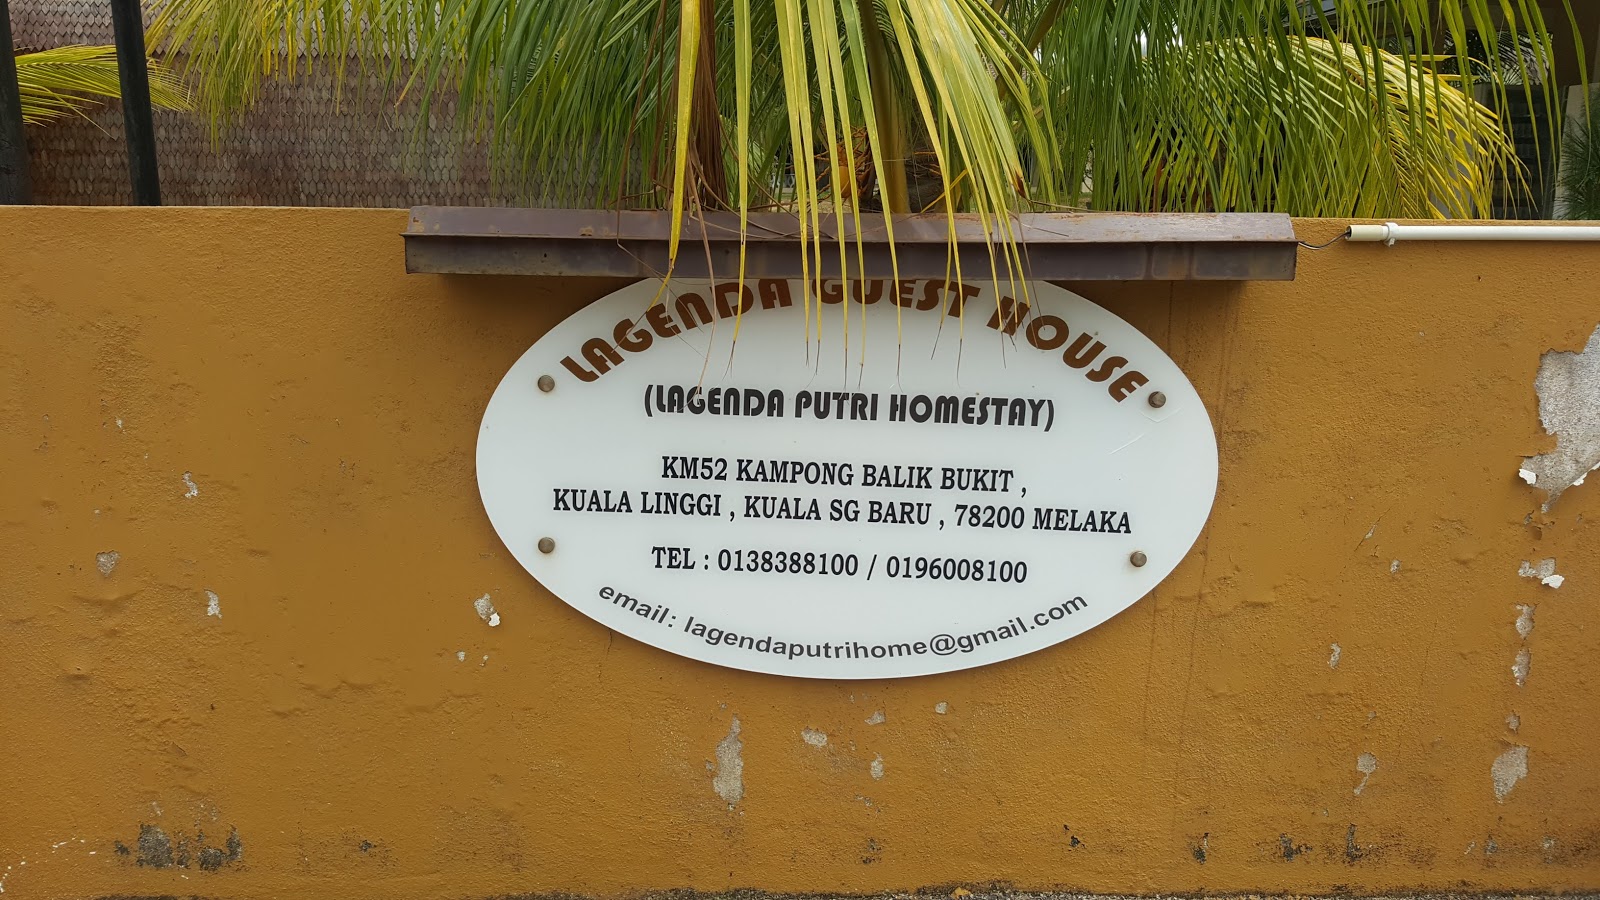 LAGENDA GUEST HOUSE
(LAGENDA PUTRI HOMESTAY)
KM52 KAMPONG BALIK BUKIT ,
KUALA LINGGI , KUALA SG BARU , 78200 MELAKA
TEL : 0138388100 / 0196008100
email: lagendaputrihome@gmail.com